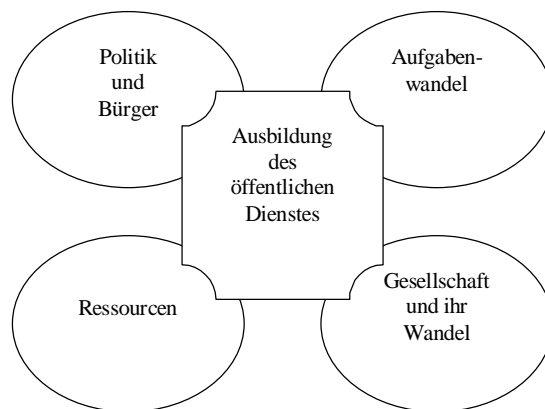 Politik
und
Bürger
Aufgaben-
wandel
Ausbildung
des
öffentlichen
Dienstes
Ressourcen
Gesellschaft
und ihr
Wandel